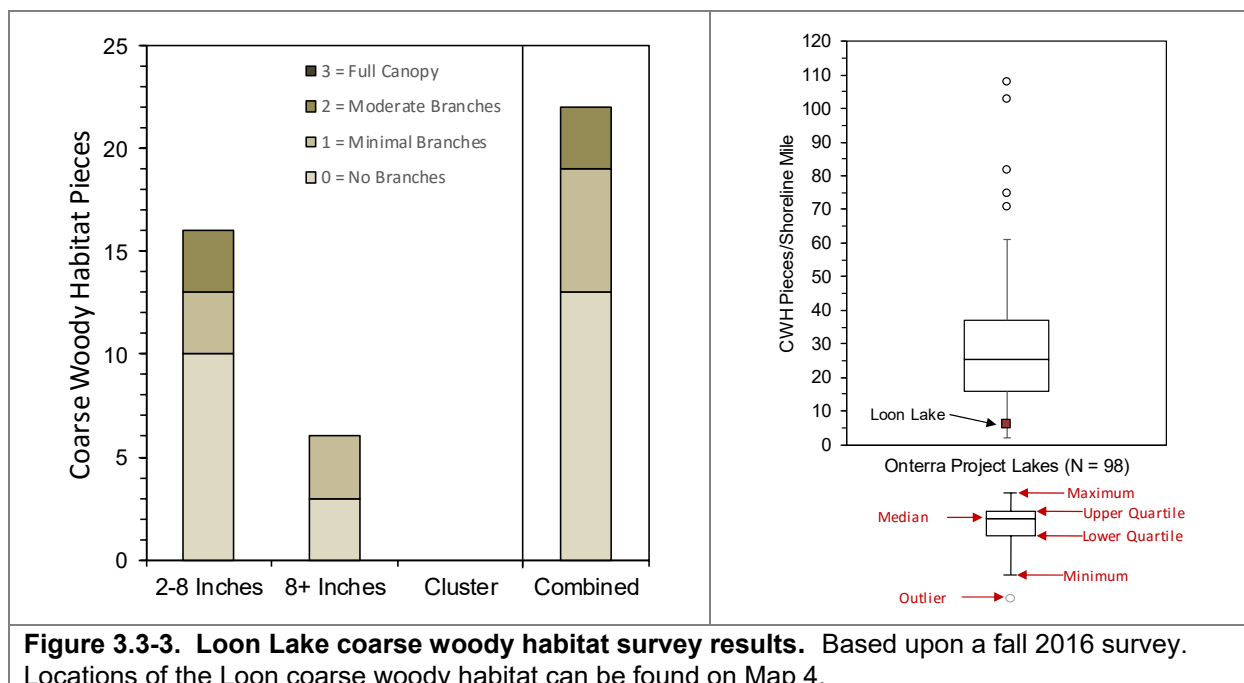 Coarse Woody Habitat Pieces
25
20
15
10
5
0
3 = Full Canopy
2 = Moderate Branches
1 = Minimal Branches
0 = No Branches
2-8 Inches 8+ Inches Cluster Combined
CWH Pieces/Shoreline Mile
120
110
100
90
80
70
60
50
40
30
20
10
0
Loon Lake
Onterra Project Lakes (N = 98)
Maximum
Median
Upper Quartile
Lower Quartile
Minimum
Outlier
Figure 3.3-3. Loon Lake coarse woody habitat survey results. Based upon a fall 2016 survey.
Locations of the Loon coarse woody habitat can be found on Map 4.